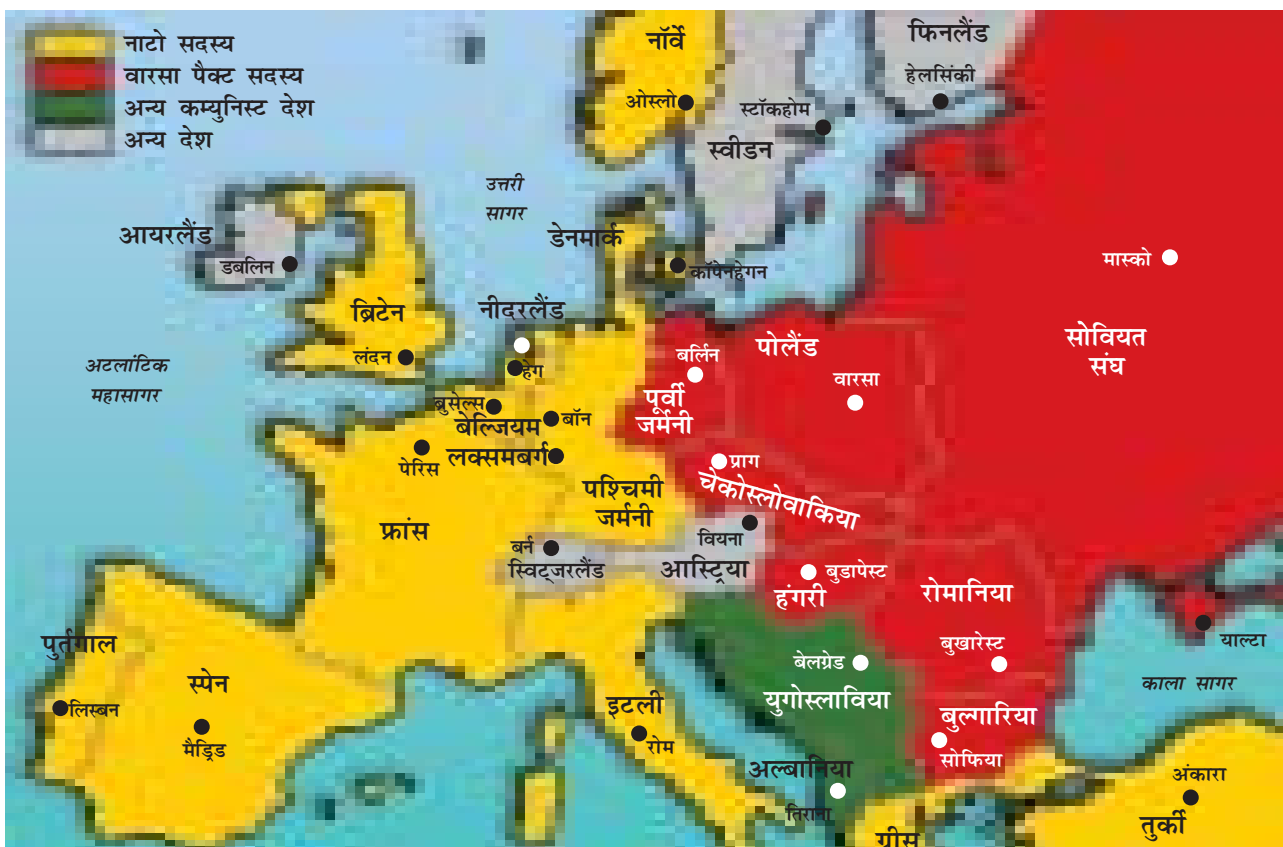 नाटो सदस्य
वारसा पैक्ट सदस्य
अन्य कम्युनिस्ट देश
अन्य देश
नॉर्वे
ओस्लो
फिनलैंड
हेलसिंकी
स्टॉकहोम
स्वीडन
उत्तरी
सागर
आयरलैंड
डबलिन
डेनमार्क
कॉपेनहेगन
मास्को
ब्रिटेन
लंदन
नीदरलैंड
हेग
सोवियत
संघ
पोलैंड
वारसा
बर्लिन
पूर्वी
जर्मनी
अटलांटिक
महासागर
ब्रुसेल्स
बेल्जियम
बॉन
लक्समबर्ग
पेरिस
प्राग
चेकोस्लोवाकिया
पश्चिमी
जर्मनी
फ्रांस
वियना
बर्न
स्विट्जरलैंड
आस्ट्रिया
बुडापेस्ट
हंगरी
रोमानिया
याल्टा
पुर्तगाल
लिस्बन
स्पेन
मैड्रिड
बेलग्रेड
युगोस्लाविया
बुखारेस्ट
काला सागर
इटली
रोम
बुल्गारिया
सोफिया
अल्बानिया
तिराना
अंकारा
तुर्की
ग्रीस